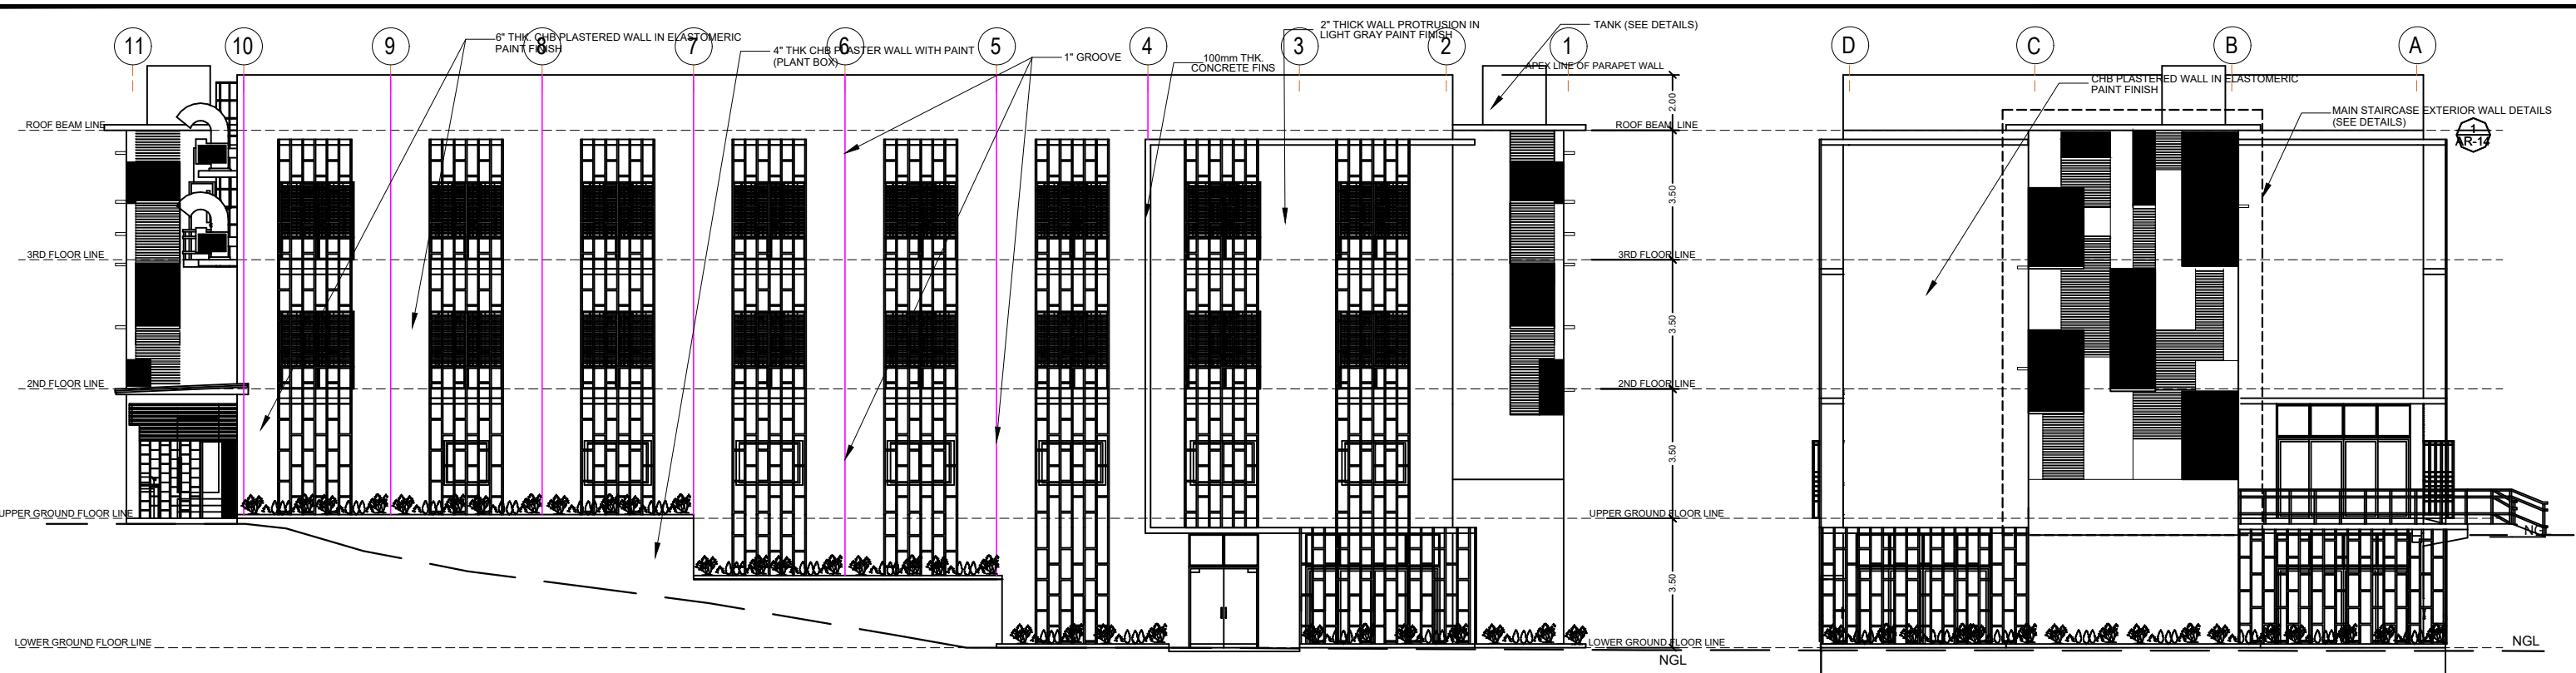 11
10
9
8
7
6
5
4
3
2
1
D
C
B
A
6" THK. CHB PLASTERED WALL IN ELASTOMERIC
PAINT FINISH
4" THK CHB PLASTER WALL WITH PAINT
(PLANT BOX)
1" GROOVE
100mm THK.
CONCRETE FINS
2" THICK WALL PROTRUSION IN
LIGHT GRAY PAINT FINISH
TANK (SEE DETAILS)
APEX LINE OF PARAPET WALL
CHB PLASTERED WALL IN ELASTOMERIC
PAINT FINISH
MAIN STAIRCASE EXTERIOR WALL DETAILS
(SEE DETAILS)
1
AR-14
2.00
ROOF BEAM LINE
ROOF BEAM LINE
3.50
3RD FLOOR LINE
3RD FLOOR LINE
3.50
2ND FLOOR LINE
2ND FLOOR LINE
3.50
UPPER GROUND FLOOR LINE
UPPER GROUND FLOOR LINE
NGL
3.50
LOWER GROUND FLOOR LINE
LOWER GROUND FLOOR LINE
NGL
NGL